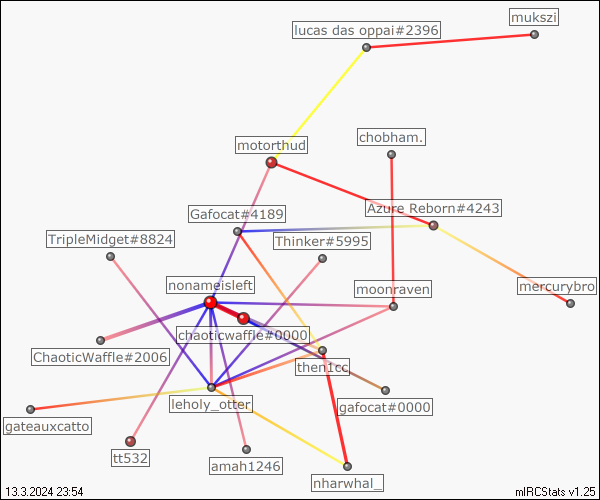 mukszi
lucas das oppai#2396
chobham.
motorthud
Azure Reborn#4243
Gafocat#4189
TripleMidget#8824
Thinker#5995
nonameisleft
moonraven
mercurybro
chaoticwaffle#0000
ChaoticWaffle#2006
then1cc
leholy_otter
gafocat#0000
gateauxcatto
tt532
amah1246
nharwhal_
13.3.2024 23:54
mIRCStats v1.25